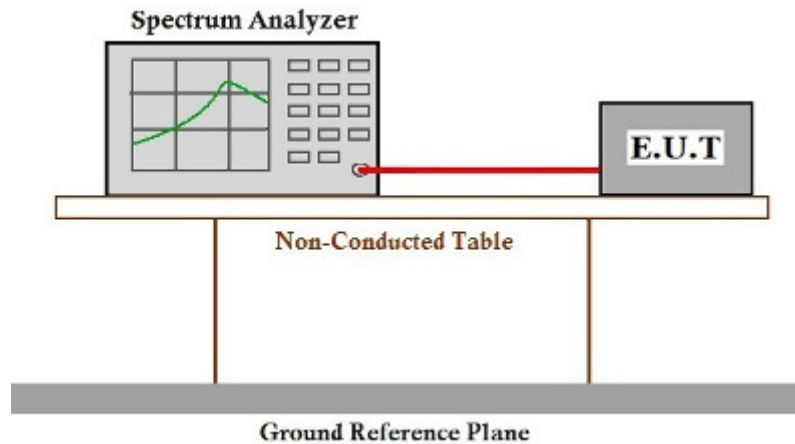 Spectrum Analyzer
E.U.T
Non-Conducted Table
Ground Reference Plane